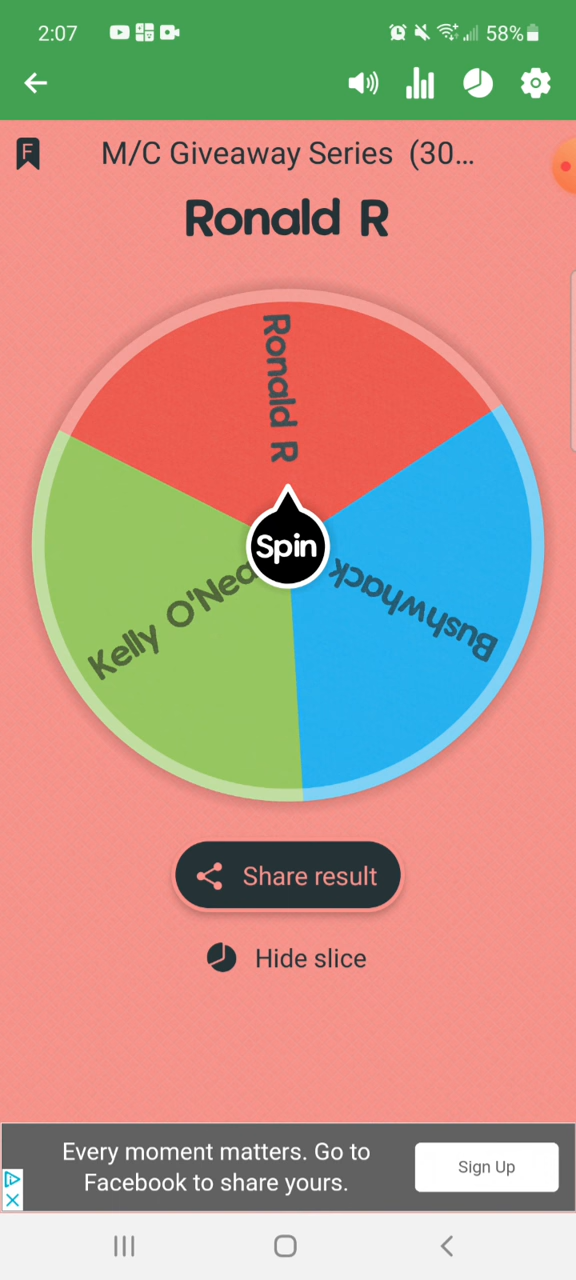 2:07
58%
F
M/C Giveaway Series (30...
Ronald R
Ronald R
Spin
Kelly O'Nea
Bushwhack
Share result
Hide slice
Every moment matters. Go to
Facebook to share yours.
Sign Up